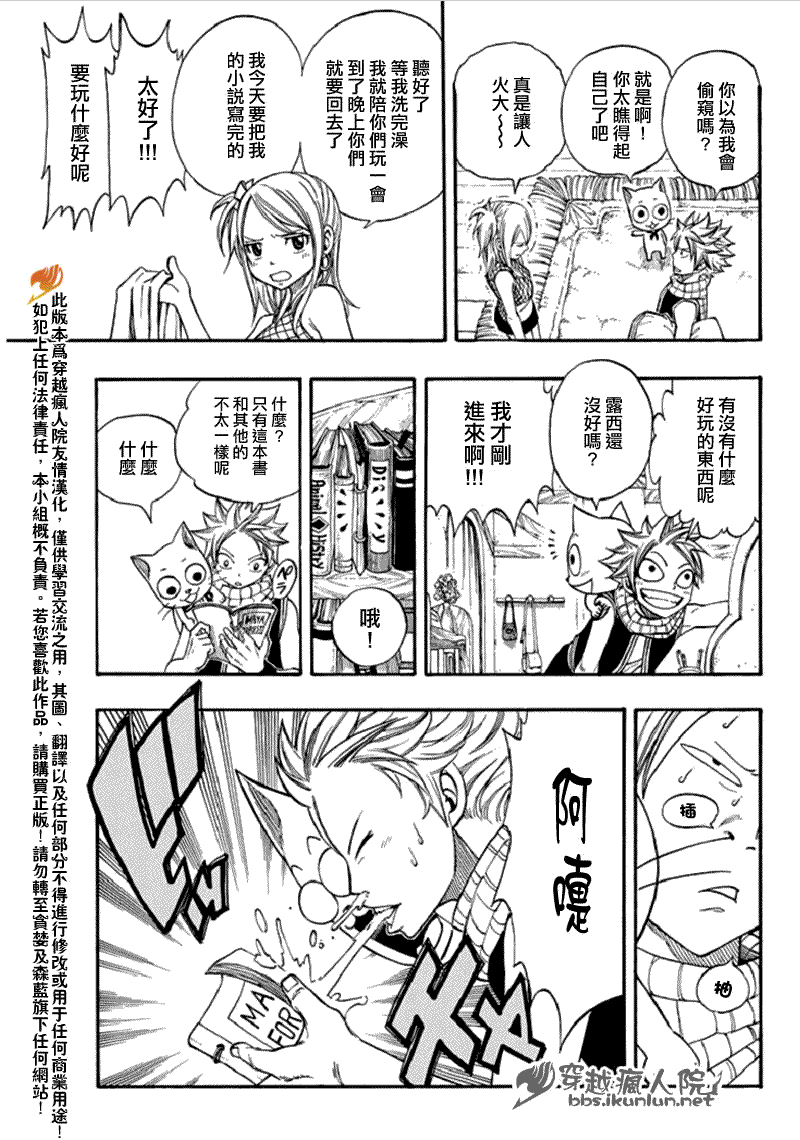 你以為我會
偷窺嗎？
就是啊！
你太瞧得起
自己了吧
真是讓人
火大～～
聽好了
等我洗完澡
我就陪你們玩一會
到了晚上你們
就要回去了
我今天要把我
的小説寫完的
太好了!!!
要玩什麼好呢
有沒有什麼
好玩的東西呢
露西還
沒好嗎？
我才剛
進來啊!!!
Animal
History
Dictionary
哦！
什麼？
只有這本書
和其他的
不太一樣呢
什麼
什麼
阿嚏
MA
FOR
此版本爲穿越瘋人院友情漢化，僅供學習交流之用，其圖、翻譯以及任何部分不得進行修改或用于任何商業用途！
如犯上任何法律責任，本小組概不負責。若您喜歡此作品，請購買正版！請勿轉至貪婪及森藍旗下任何網站！
穿越瘋人院
bbs.ikunlun.net